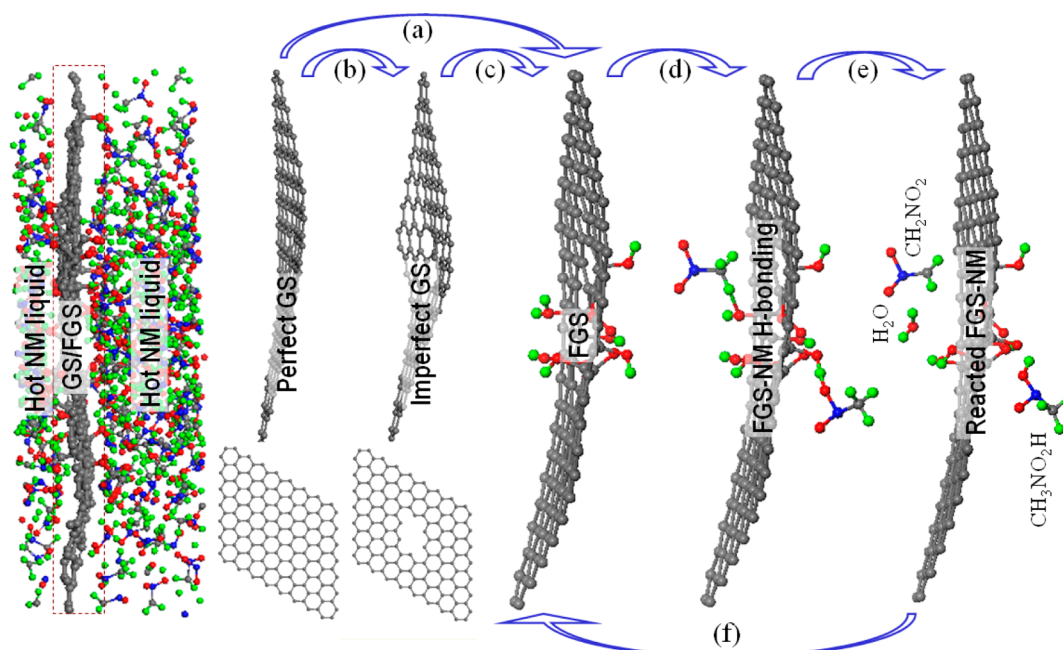 (a)
(b)
(c)
(d)
(e)
Hot NM liquid
GS/FGS
Hot NM liquid
Perfect GS
Imperfect GS
FGS
FGS-NM H-bonding
CH₂NO₂
H₂O
Reacted FGS-NM
CH₃NO₂H
(f)